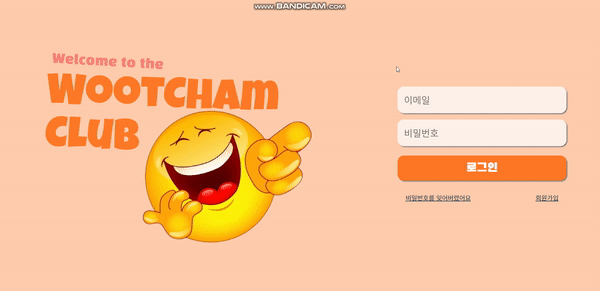 www.BANDICAM.com
Welcome to the
WOOTCHAM
CLUB
이메일
비밀번호
로그인
비밀번호를 잊어버렸어요
회원가입